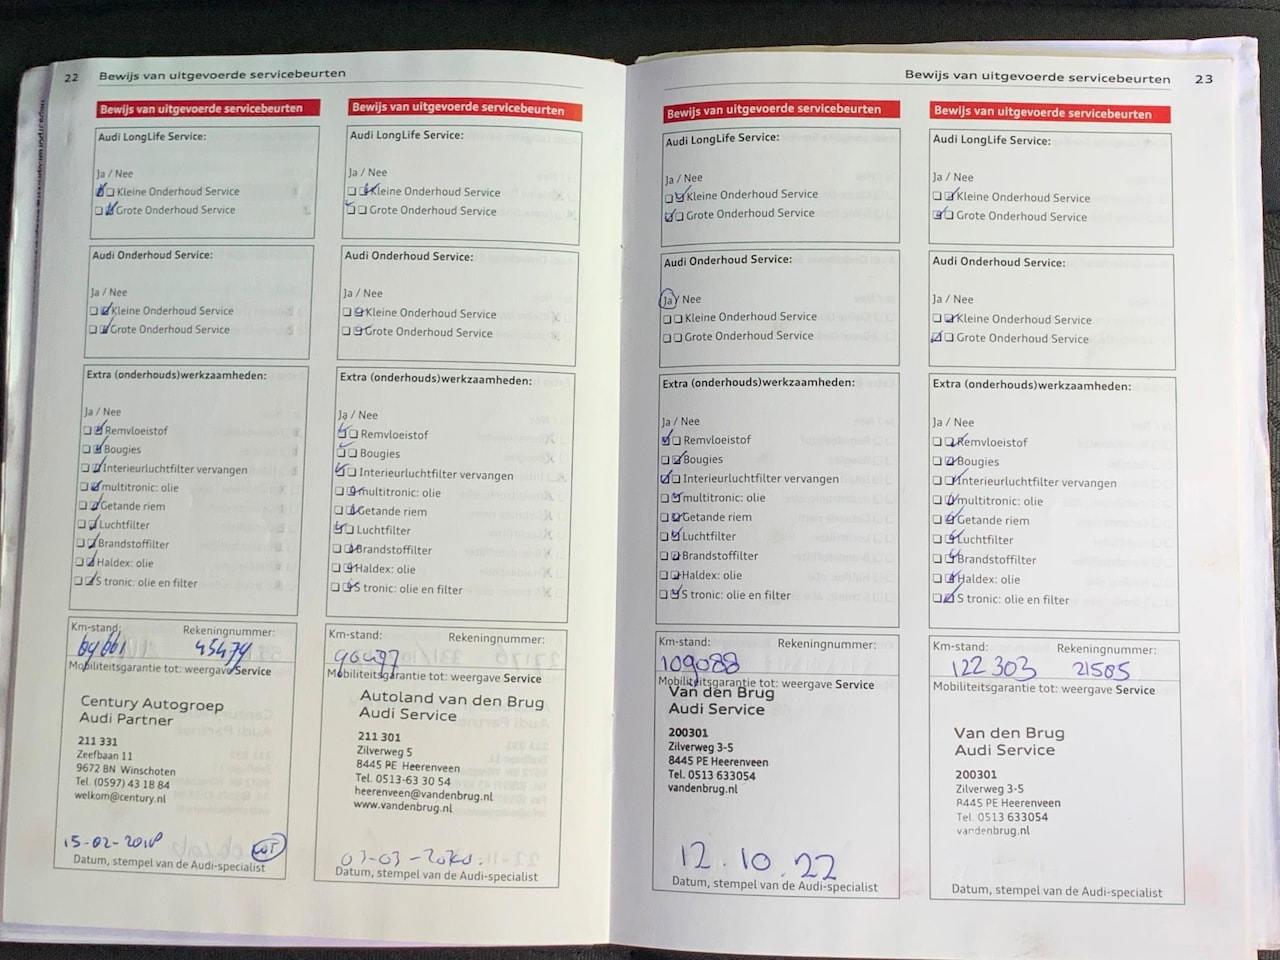 22 Bewijs van uitgevoerde servicebeurten
Bewijs van uitgevoerde servicebeurten
Audi LongLife Service:
Ja / Nee
Kleine Onderhoud Service
Grote Onderhoud Service
Audi Onderhoud Service:
Ja / Nee
Kleine Onderhoud Service
Grote Onderhoud Service
Extra (onderhouds)werkzaamheden:
Ja / Nee
Remvloeistof
Bougies
Interieurluchtfilter vervangen
multitronic: olie
Getande riem
Luchtfilter
Brandstoffilter
Haldex: olie
S tronic: olie en filter
Km-stand: Rekeningnummer:
45479
Mobiliteitsgarantie tot: weergave Service
Century Autogroep
Audi Partner
211 331
Zeefbaan 11
9672 BN Winschoten
Tel. (0597) 43 18 84
welkom@century.nl
15-02-2018
Datum, stempel van de Audi-specialist
Bewijs van uitgevoerde servicebeurten
Audi LongLife Service:
Ja / Nee
Kleine Onderhoud Service
Grote Onderhoud Service
Audi Onderhoud Service:
Ja / Nee
Kleine Onderhoud Service
Grote Onderhoud Service
Extra (onderhouds)werkzaamheden:
Ja / Nee
Remvloeistof
Bougies
Interieurluchtfilter vervangen
multitronic: olie
Getande riem
Luchtfilter
Brandstoffilter
Haldex: olie
S tronic: olie en filter
Km-stand: Rekeningnummer:
Mobiliteitsgarantie tot: weergave Service
Autoland van den Brug
Audi Service
211 301
Zilverweg 5
8445 PE Heerenveen
Tel. 0513-63 30 54
heerenveen@vandenbrug.nl
www.vandenbrug.nl
Datum, stempel van de Audi-specialist
Bewijs van uitgevoerde servicebeurten 23
Bewijs van uitgevoerde servicebeurten
Audi LongLife Service:
Ja / Nee
Kleine Onderhoud Service
Grote Onderhoud Service
Audi Onderhoud Service:
Ja / Nee
Kleine Onderhoud Service
Grote Onderhoud Service
Extra (onderhouds)werkzaamheden:
Ja / Nee
Remvloeistof
Bougies
Interieurluchtfilter vervangen
multitronic: olie
Getande riem
Luchtfilter
Brandstoffilter
Haldex: olie
S tronic: olie en filter
Km-stand: Rekeningnummer:
109088
Mobiliteitsgarantie tot: weergave Service
Van den Brug
Audi Service
200301
Zilverweg 3-5
8445 PE Heerenveen
Tel. 0513 633054
vandenbrug.nl
12.10.22
Datum, stempel van de Audi-specialist
Bewijs van uitgevoerde servicebeurten
Audi LongLife Service:
Ja / Nee
Kleine Onderhoud Service
Grote Onderhoud Service
Audi Onderhoud Service:
Ja / Nee
Kleine Onderhoud Service
Grote Onderhoud Service
Extra (onderhouds)werkzaamheden:
Ja / Nee
Remvloeistof
Bougies
Interieurluchtfilter vervangen
multitronic: olie
Getande riem
Luchtfilter
Brandstoffilter
Haldex: olie
S tronic: olie en filter
Km-stand: Rekeningnummer:
122 303 21505
Mobiliteitsgarantie tot: weergave Service
Van den Brug
Audi Service
200301
Zilverweg 3-5
8445 PE Heerenveen
Tel. 0513 633054
vandenbrug.nl
Datum, stempel van de Audi-specialist